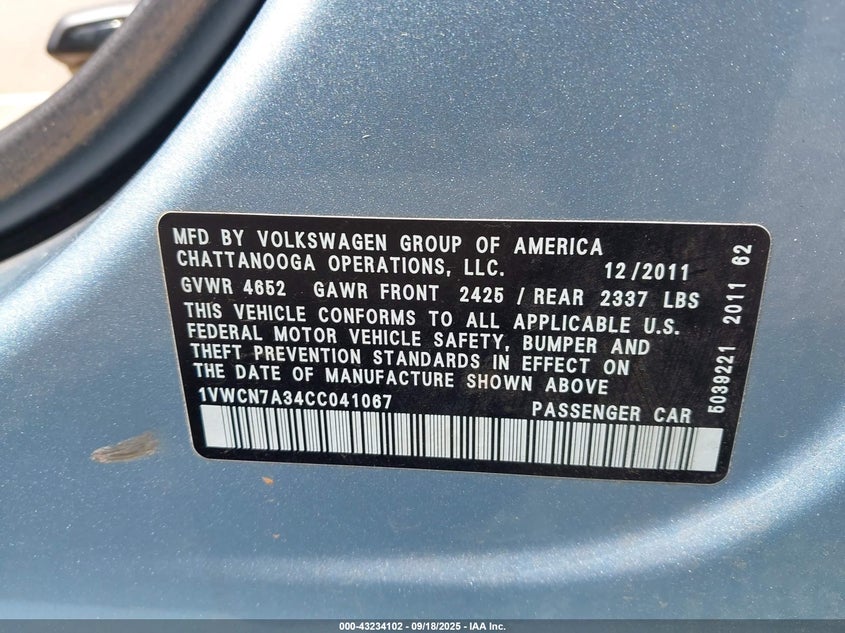 MFD BY VOLKSWAGEN GROUP OF AMERICA
CHATTANOOGA OPERATIONS, LLC. 12/2011
GVWR 4652 GAWR FRONT 2425 / REAR 2337 LBS
THIS VEHICLE CONFORMS TO ALL APPLICABLE U.S.
FEDERAL MOTOR VEHICLE SAFETY, BUMPER AND
THEFT PREVENTION STANDARDS IN EFFECT ON
THE DATE OF MANUFACTURE SHOWN ABOVE
1VWCN7A34CC041067 PASSENGER CAR
5039221 2011 62
000-43234102 - 09/18/2025 - IAA Inc.